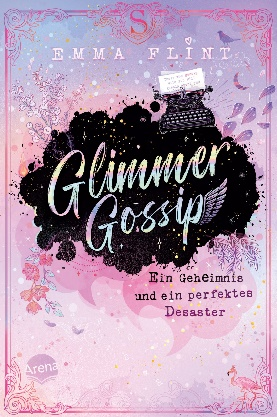 S
EMMA FLINT
Glimmer
Gossip
Ein Geheimnis
und ein perfektes
Desaster
Arena